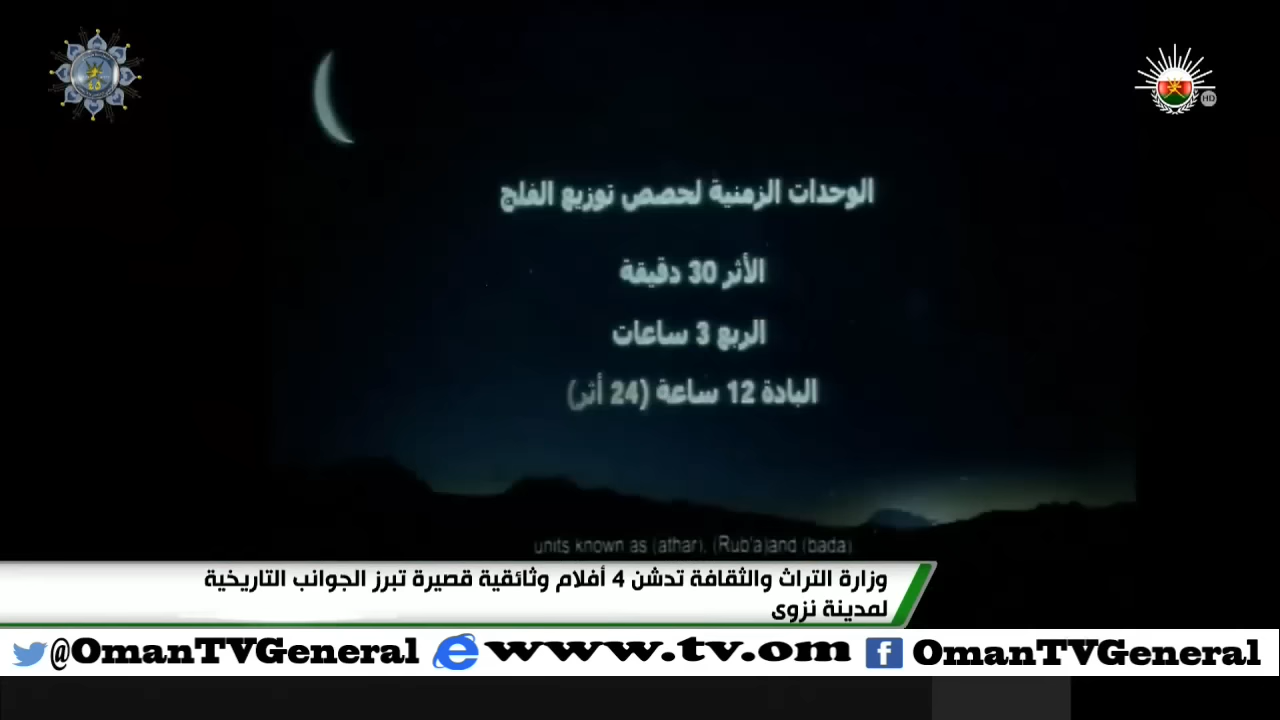 الوحدات الزمنية لحصص توزيع الفلج
الأثر 30 دقيقة
الربع 3 ساعات
البادة 12 ساعة (24 أثر)
units known as (athar), (Rub'a)and (bada)
وزارة التراث والثقافة تدشن 4 أفلام وثائقية قصيرة تبرز الجوانب التاريخية
لمدينة نزوى
@OmanTVGeneral www.tv.om OmanTVGeneral
HD